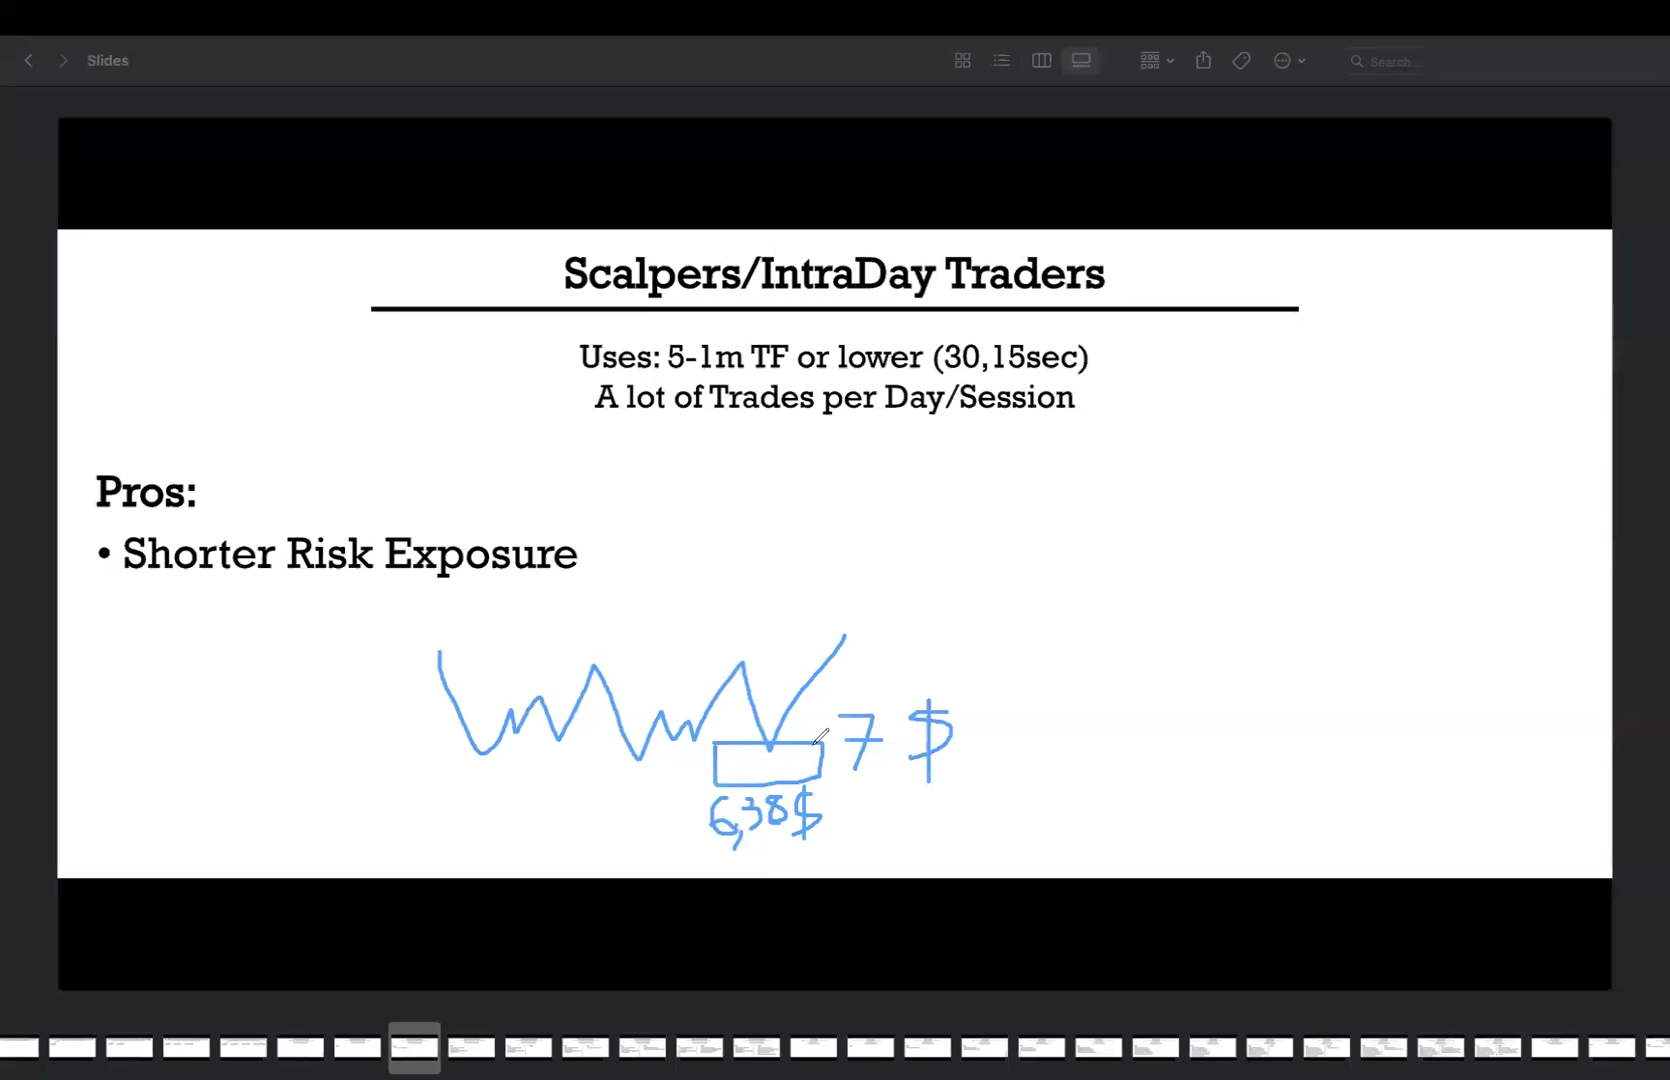 Slides
Search...
Scalpers/IntraDay Traders
Uses: 5-1m TF or lower (30,15sec)
A lot of Trades per Day/Session
Pros:
• Shorter Risk Exposure
7 $
6,38$